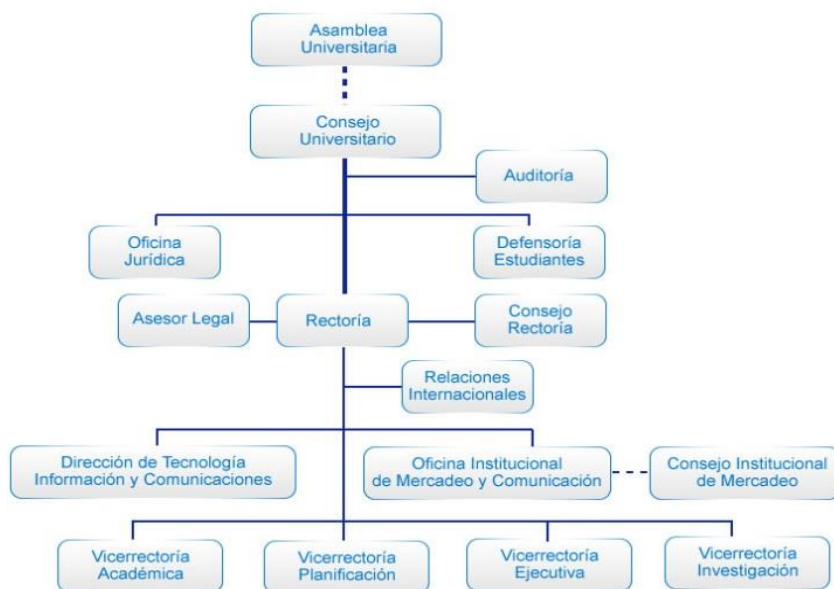 Asamblea
Universitaria
Consejo
Universitario
Auditoría
Oficina
Jurídica
Defensoría
Estudiantes
Asesor Legal
Rectoría
Consejo
Rectoría
Relaciones
Internacionales
Dirección de Tecnología
Información y Comunicaciones
Oficina Institucional
de Mercadeo y Comunicación
Consejo Institucional
de Mercadeo
Vicerrectoría
Académica
Vicerrectoría
Planificación
Vicerrectoría
Ejecutiva
Vicerrectoría
Investigación